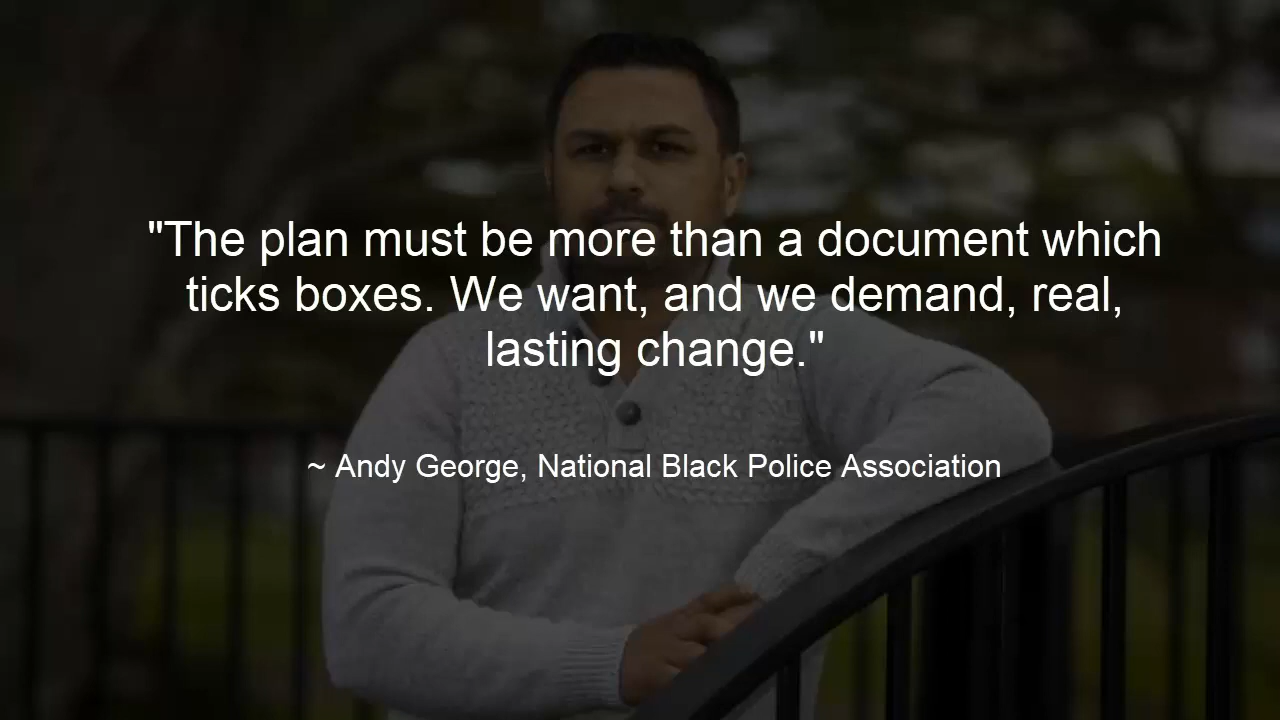 "The plan must be more than a document which
ticks boxes. We want, and we demand, real,
lasting change."
~ Andy George, National Black Police Association